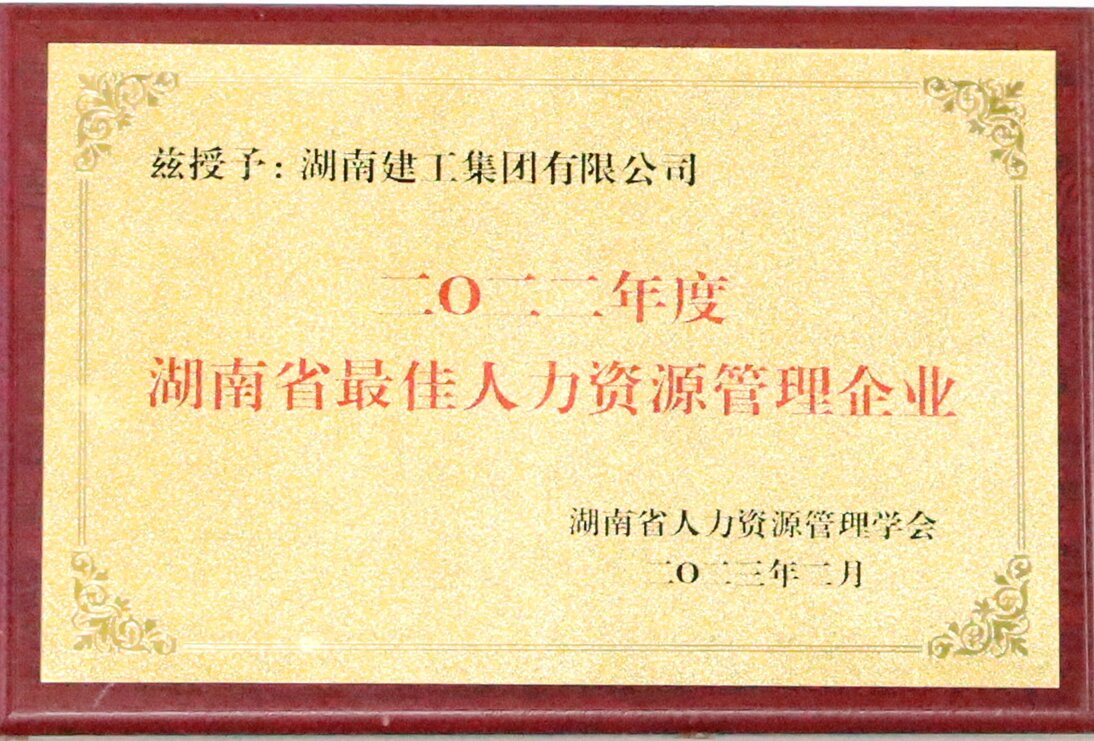 兹授予：湖南建工集团有限公司
二O二二年度
湖南省最佳人力资源管理企业
湖南省人力资源管理学会
二O二三年二月